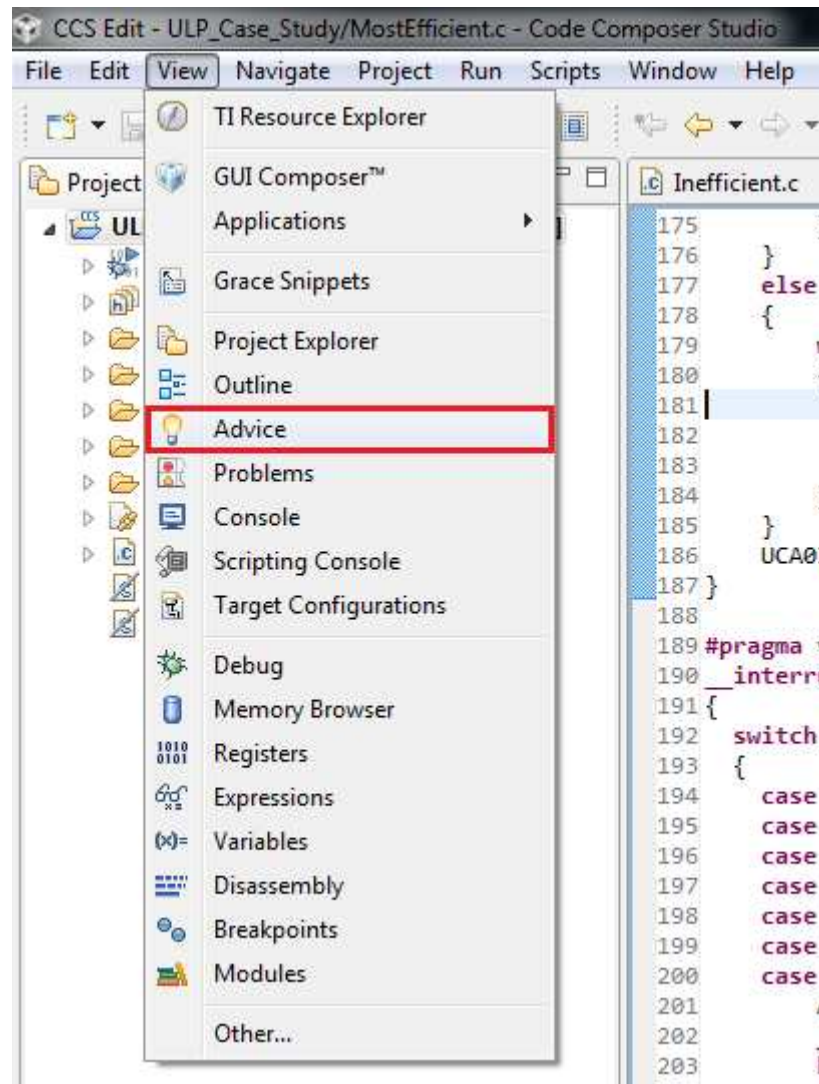 CCS Edit - ULP_Case_Study/MostEfficient.c - Code Composer Studio
File Edit View Navigate Project Run Scripts Window Help
TI Resource Explorer
Project
GUI Composer™
Inefficient.c
UL
Applications
Grace Snippets
Project Explorer
Outline
Advice
Problems
Console
Scripting Console
Target Configurations
Debug
Memory Browser
Registers
Expressions
Variables
Disassembly
Breakpoints
Modules
Other...
175
176 }
177 else
178 {
179
180
181
182
183
184
185 }
186 UCA0
187 }
188
189 #pragma
190 __interr
191 {
192 switch
193 {
194 case
195 case
196 case
197 case
198 case
199 case
200 case
201
202
203